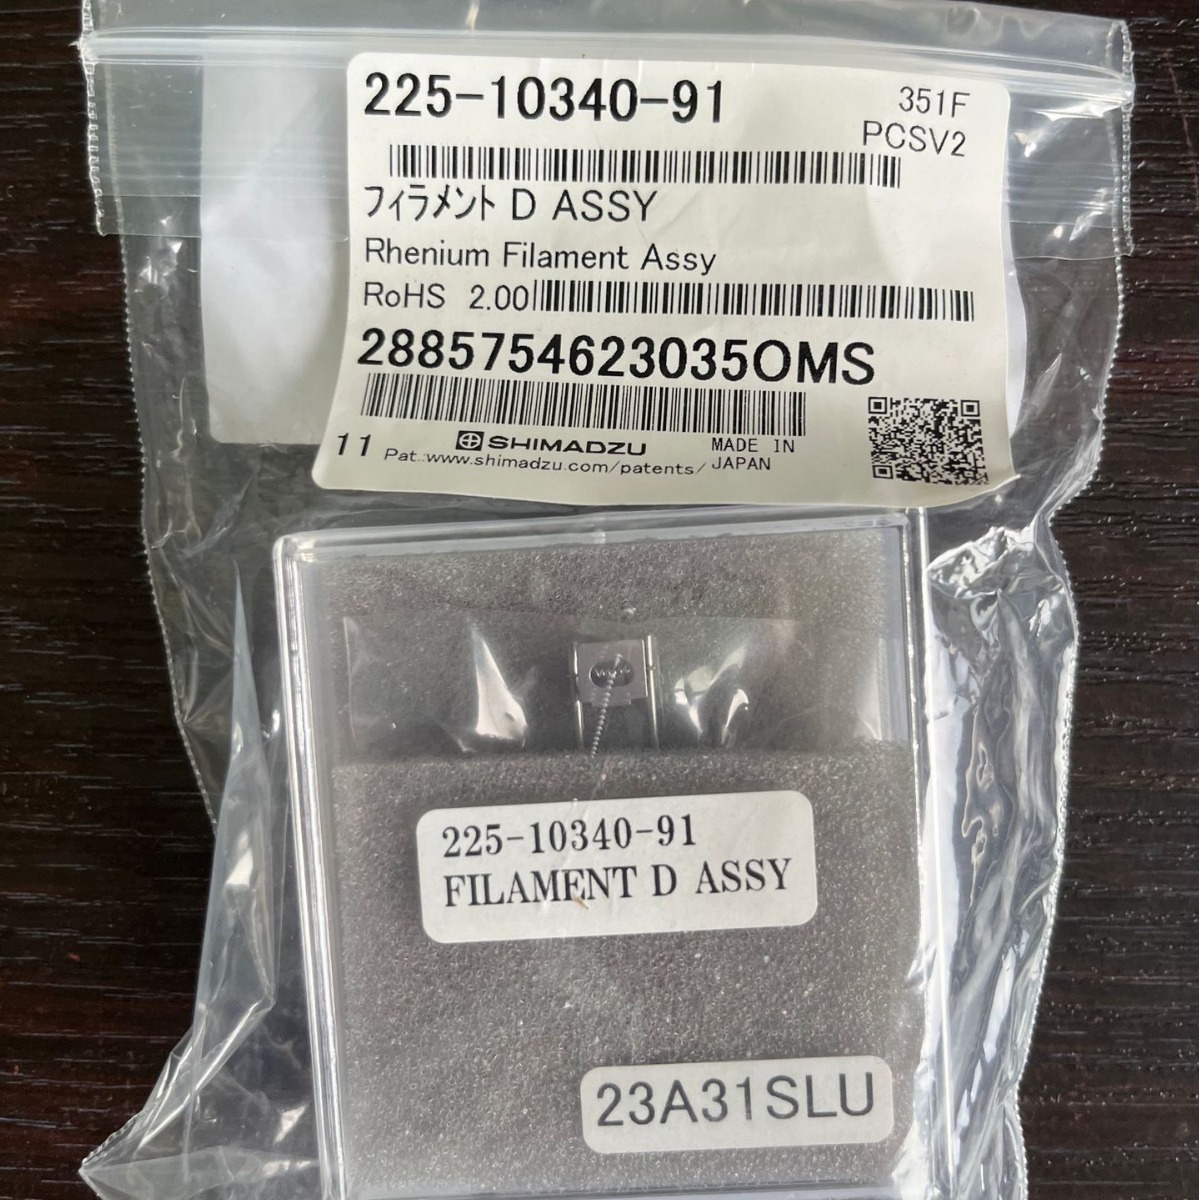 225-10340-91
351F
PCSV2
フィラメント D ASSY
Rhenium Filament Assy
RoHS 2.00
2885754623035OMS
11 SHIMADZU MADE IN
Pat.:www.shimadzu.com/patents/ JAPAN
225-10340-91
FILAMENT D ASSY
23A31SLU